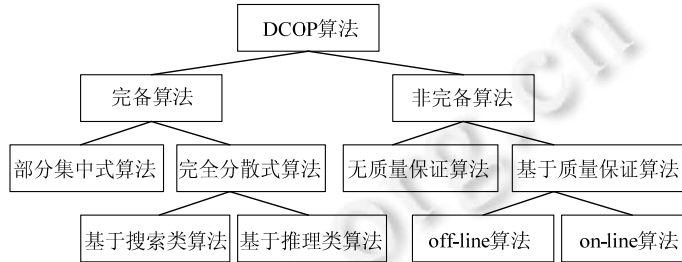 DCOP算法
完备算法
非完备算法
部分集中式算法
完全分散式算法
无质量保证算法
基于质量保证算法
基于搜索类算法
基于推理类算法
off-line算法
on-line算法
org.cn